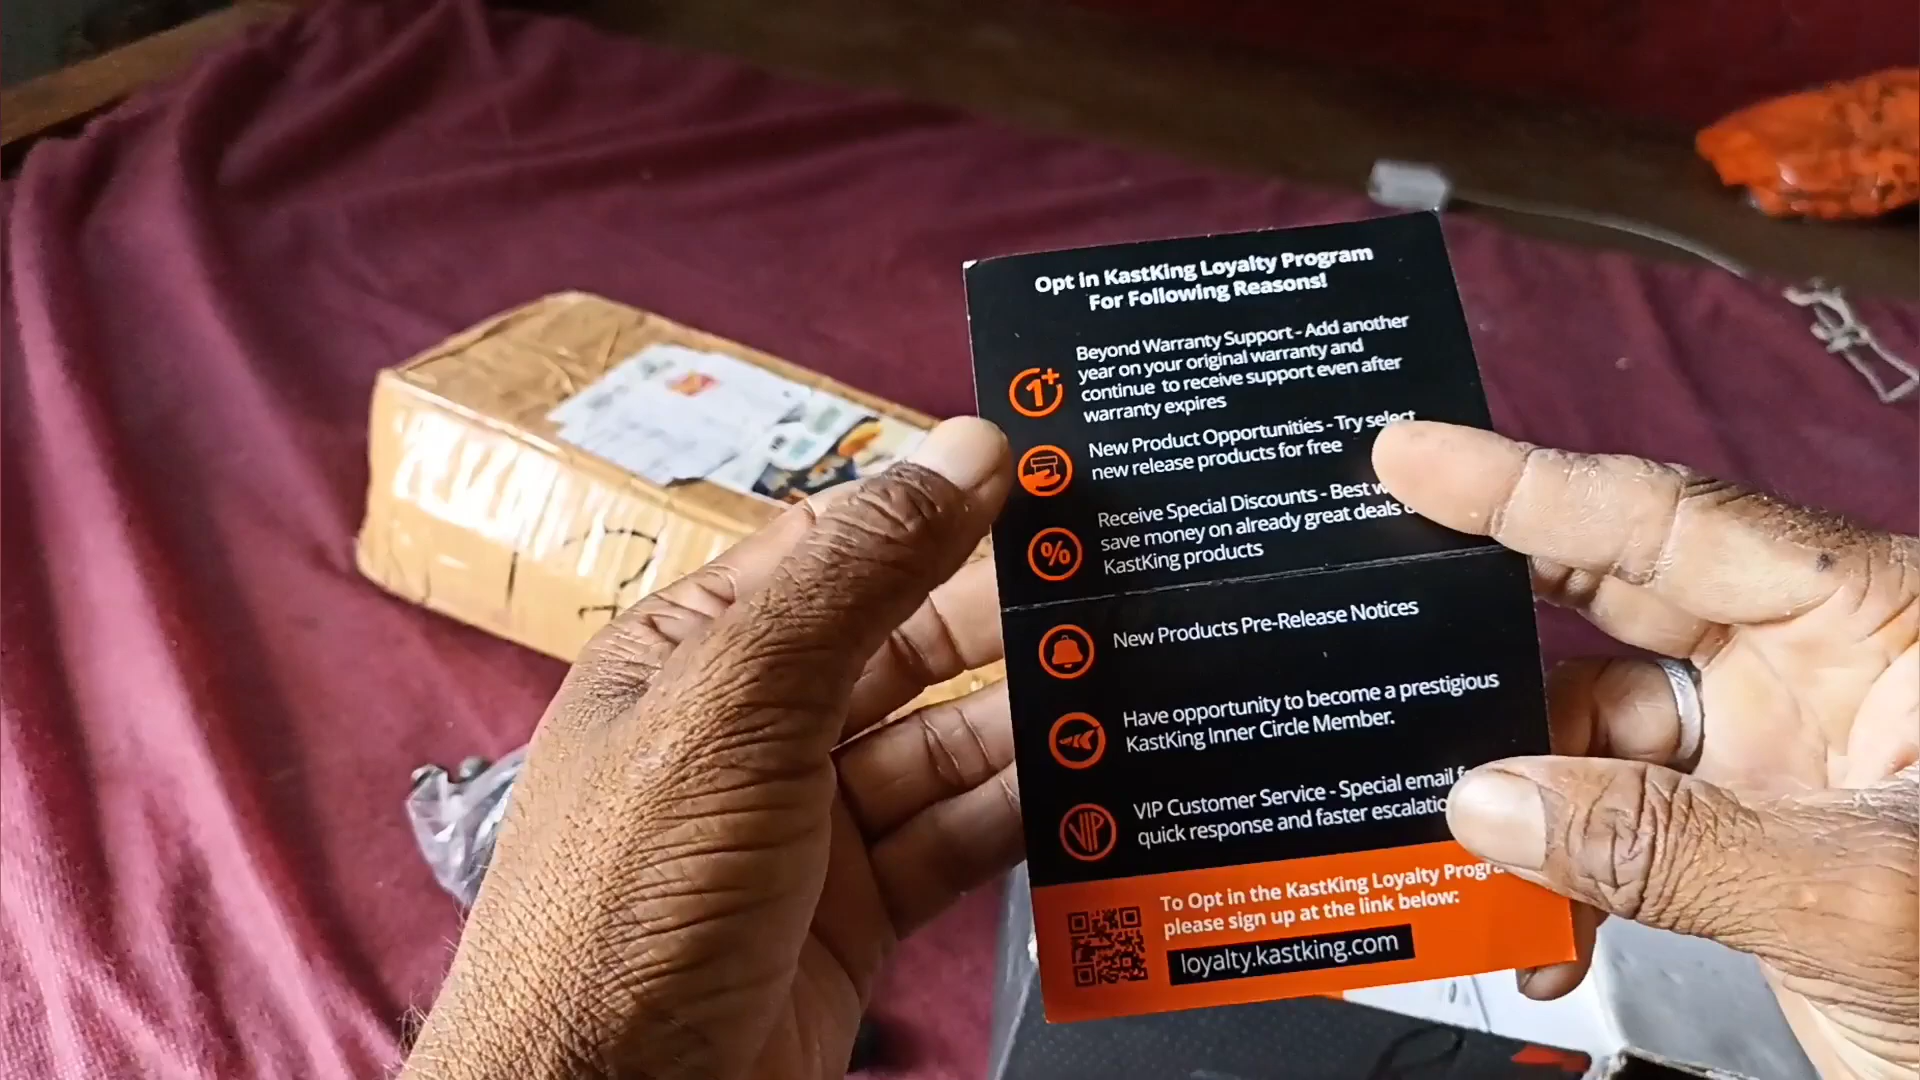 Opt in KastKing Loyalty Program
For Following Reasons!
1+
Beyond Warranty Support - Add another
year on your original warranty and
continue to receive support even after
warranty expires
New Product Opportunities - Try select
new release products for free
%
Receive Special Discounts - Best
save money on already great deals
KastKing products
New Products Pre-Release Notices
Have opportunity to become a prestigious
KastKing Inner Circle Member.
VIP
VIP Customer Service - Special email
quick response and faster
To Opt in the KastKing Loyalty
please sign up at the link below:
loyalty.kastking.com